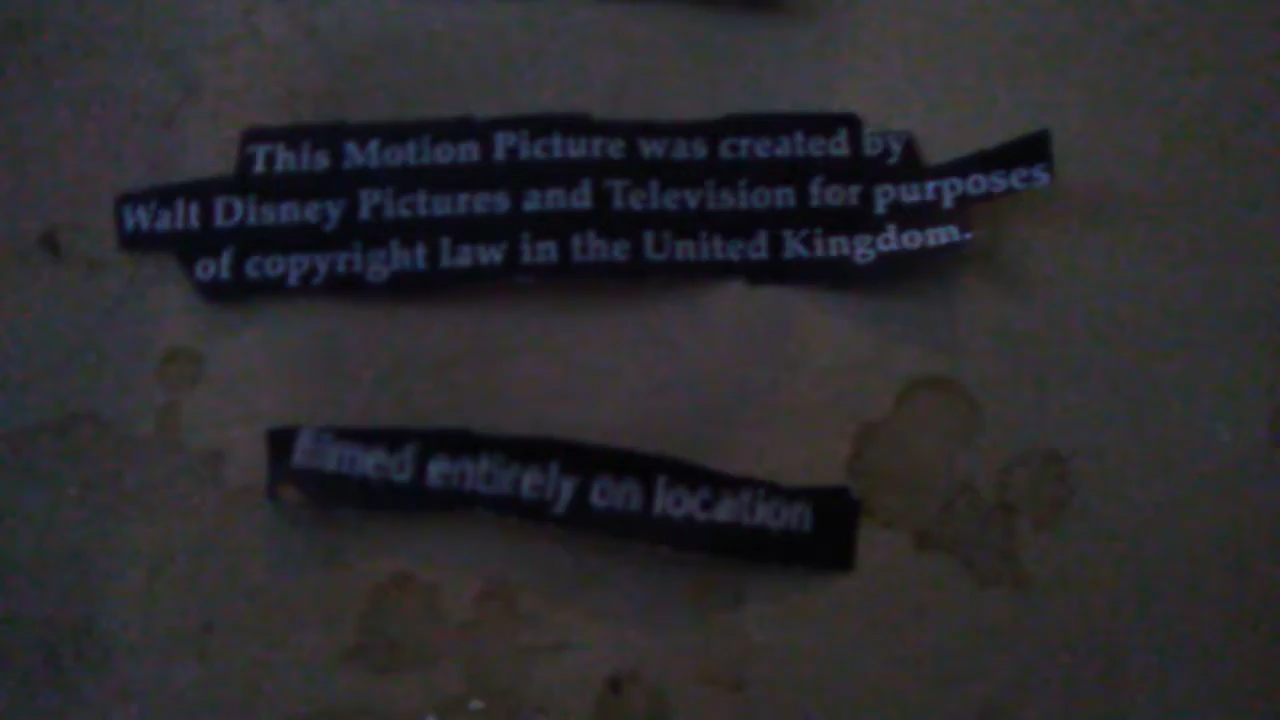 This Motion Picture was created by
Walt Disney Pictures and Television for purposes
of copyright law in the United Kingdom.
filmed entirely on location